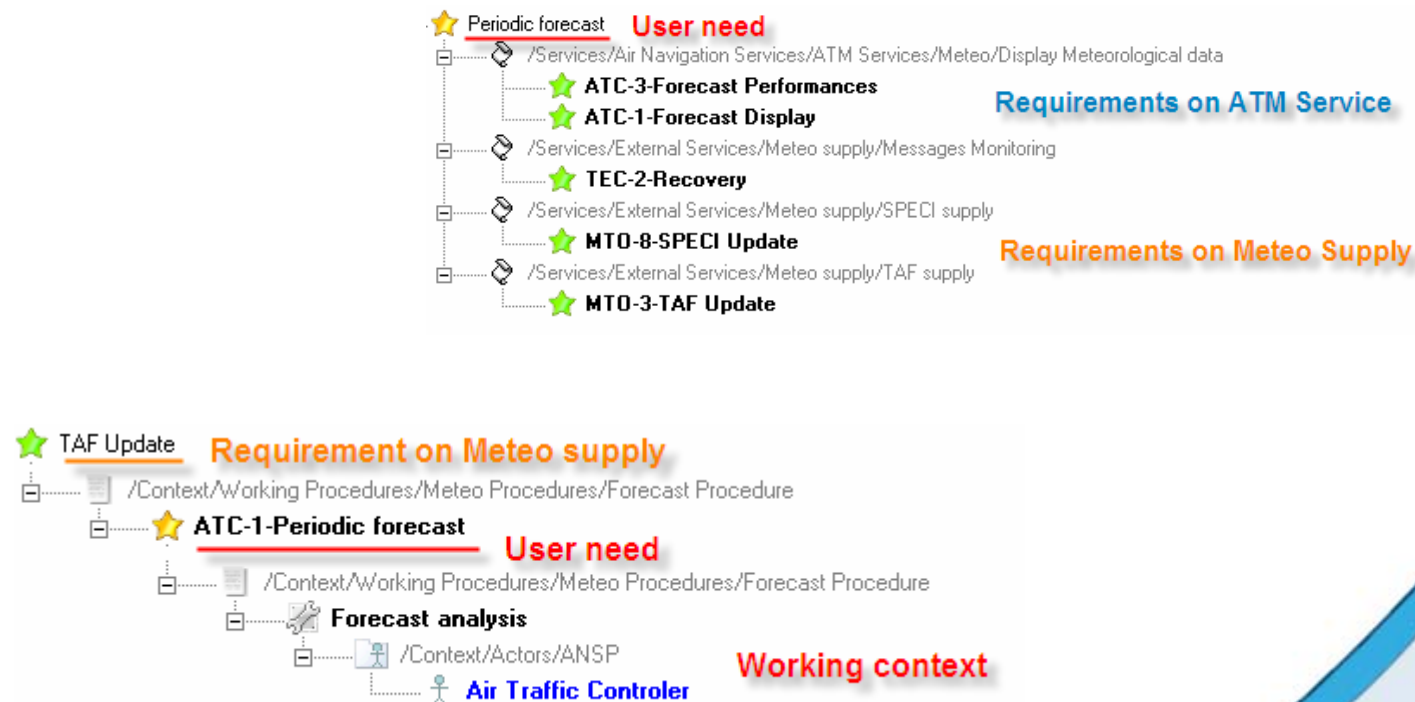 Periodic forecast User need
/Services/Air Navigation Services/ATM Services/Meteo/Display Meteorological data
ATC-3-Forecast Performances
Requirements on ATM Service
ATC-1-Forecast Display
/Services/External Services/Meteo supply/Messages Monitoring
TEC-2-Recovery
/Services/External Services/Meteo supply/SPECI supply
MTO-8-SPECI Update
Requirements on Meteo Supply
/Services/External Services/Meteo supply/TAF supply
MTO-3-TAF Update
TAF Update Requirement on Meteo supply
/Context/Working Procedures/Meteo Procedures/Forecast Procedure
ATC-1-Periodic forecast
User need
/Context/Working Procedures/Meteo Procedures/Forecast Procedure
Forecast analysis
/Context/Actors/ANSP
Working context
Air Traffic Controler